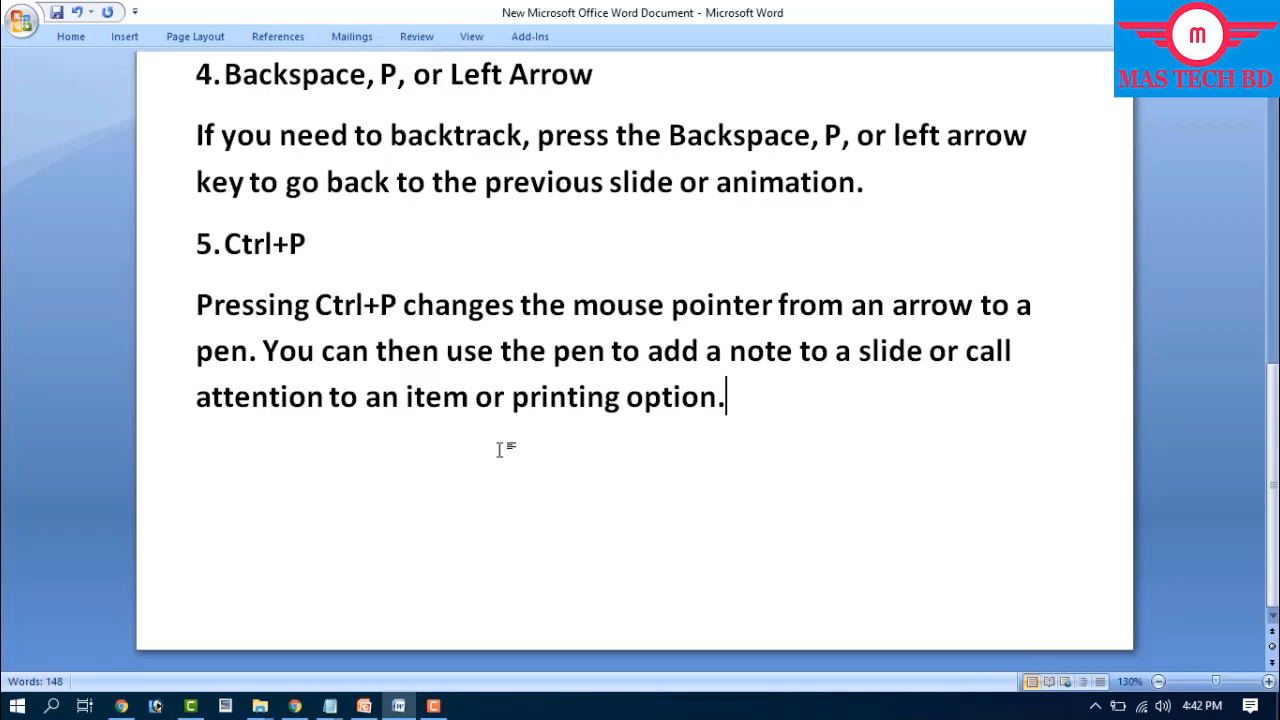 New Microsoft Office Word Document - Microsoft Word
Home Insert Page Layout References Mailings Review View Add-Ins
m
MAS TECH BD
4. Backspace, P, or Left Arrow
If you need to backtrack, press the Backspace, P, or left arrow
key to go back to the previous slide or animation.
5. Ctrl+P
Pressing Ctrl+P changes the mouse pointer from an arrow to a
pen. You can then use the pen to add a note to a slide or call
attention to an item or printing option.
Words: 148
130%
4:42 PM